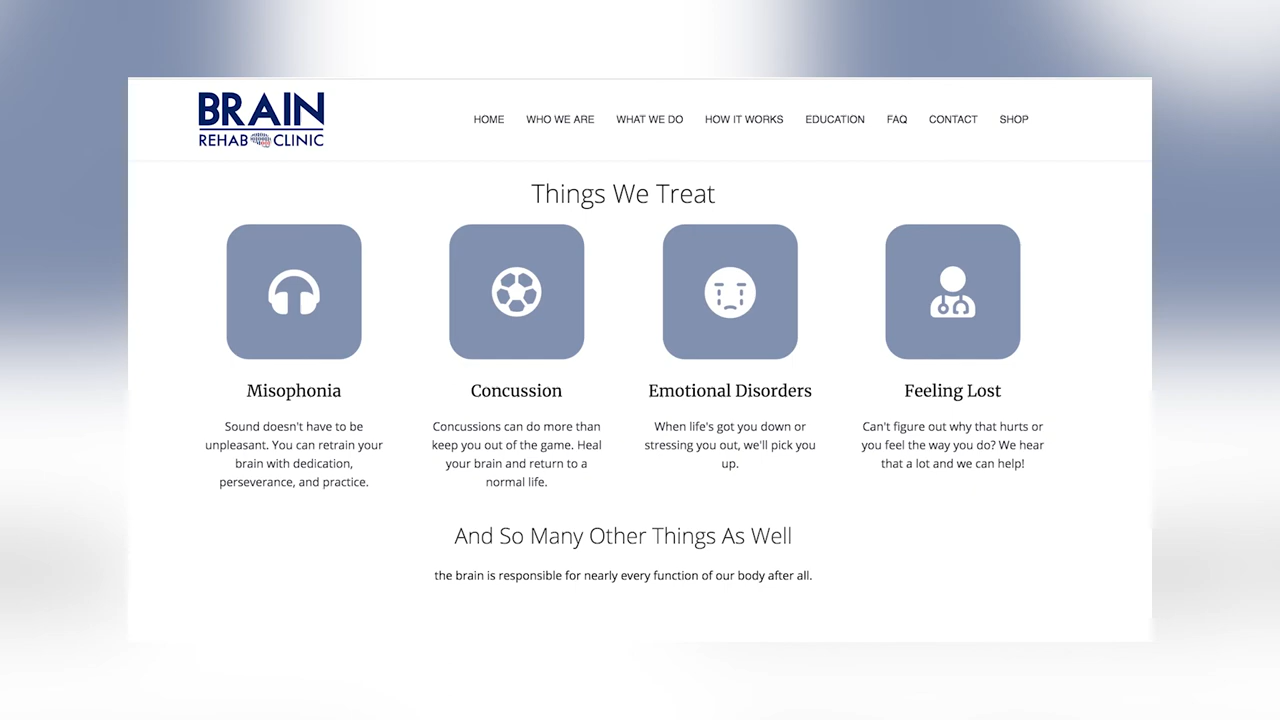 BRAIN
REHAB CLINIC
HOME WHO WE ARE WHAT WE DO HOW IT WORKS EDUCATION FAQ CONTACT SHOP
Things We Treat
Misophonia
Sound doesn't have to be
unpleasant. You can retrain your
brain with dedication,
perseverance, and practice.
Concussion
Concussions can do more than
keep you out of the game. Heal
your brain and return to a
normal life.
Emotional Disorders
When life's got you down or
stressing you out, we'll pick you
up.
Feeling Lost
Can't figure out why that hurts or
you feel the way you do? We hear
that a lot and we can help!
And So Many Other Things As Well
the brain is responsible for nearly every function of our body after all.